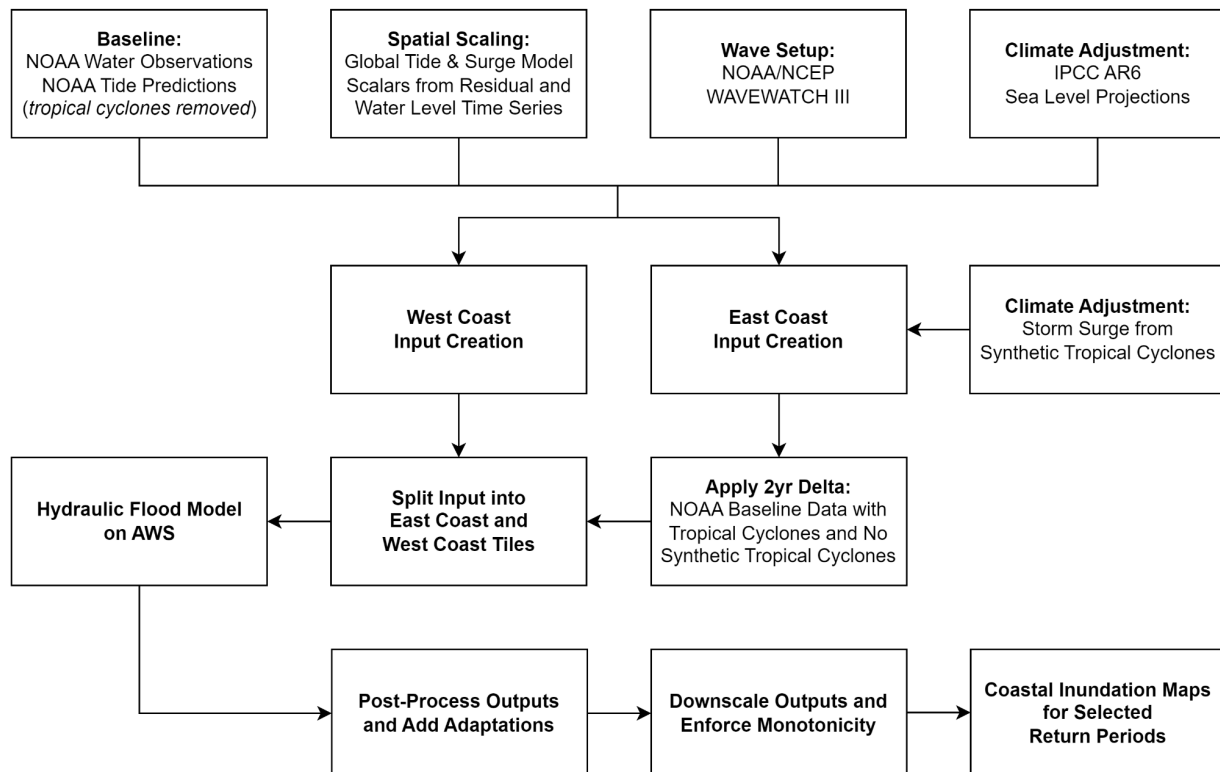 Baseline:
NOAA Water Observations
NOAA Tide Predictions
(tropical cyclones removed)
Spatial Scaling:
Global Tide & Surge Model
Scalars from Residual and
Water Level Time Series
Wave Setup:
NOAA/NCEP
WAVEWATCH III
Climate Adjustment:
IPCC AR6
Sea Level Projections
West Coast
Input Creation
East Coast
Input Creation
Climate Adjustment:
Storm Surge from
Synthetic Tropical Cyclones
Hydraulic Flood Model
on AWS
Split Input into
East Coast and
West Coast Tiles
Apply 2yr Delta:
NOAA Baseline Data with
Tropical Cyclones and No
Synthetic Tropical Cyclones
Post-Process Outputs
and Add Adaptations
Downscale Outputs and
Enforce Monotonicity
Coastal Inundation Maps
for Selected
Return Periods